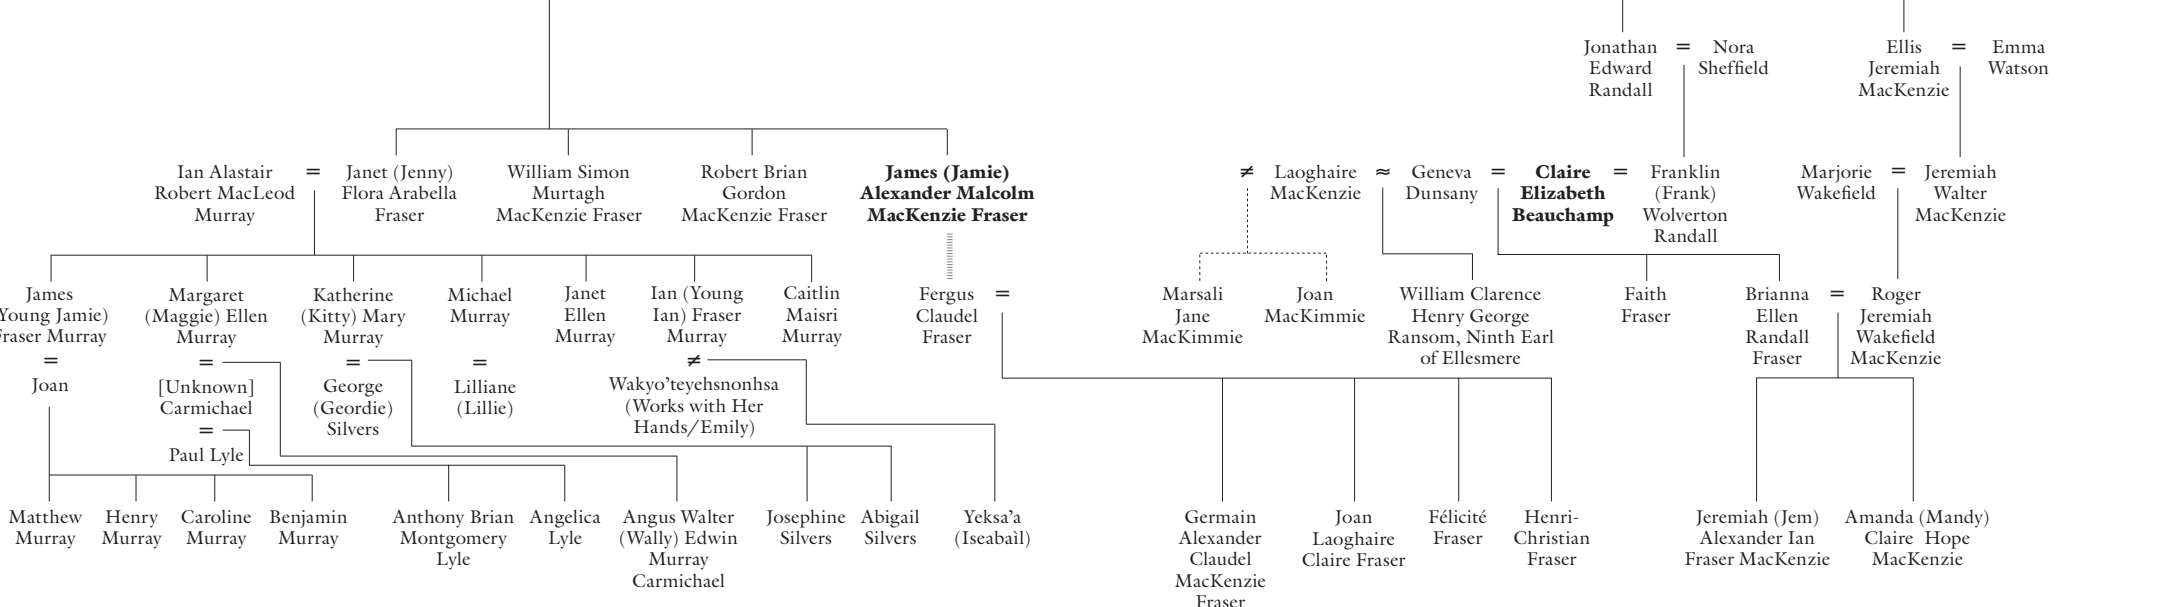 Jonathan
Edward
Randall
=
Nora
Sheffield
Ellis
Jeremiah
MacKenzie
=
Emma
Watson
Ian Alastair
Robert MacLeod
Murray
=
Janet (Jenny)
Flora Arabella
Fraser
William Simon
Murtagh
MacKenzie Fraser
Robert Brian
Gordon
MacKenzie Fraser
James (Jamie)
Alexander Malcolm
MacKenzie Fraser
≠
Laoghaire
MacKenzie
≈
Geneva
Dunsany
=
Claire
Elizabeth
Beauchamp
=
Franklin
(Frank)
Wolverton
Randall
Marjorie
Wakefield
=
Jeremiah
Walter
MacKenzie
James
Young Jamie)
Fraser Murray
=
Joan
Margaret
(Maggie) Ellen
Murray
=
[Unknown]
Carmichael
=
Paul Lyle
Katherine
(Kitty) Mary
Murray
=
George
(Geordie)
Silvers
Michael
Murray
=
Lilliane
(Lillie)
Janet
Ellen
Murray
Ian (Young
Ian) Fraser
Murray
≠
Wakyo’teyehsnonhsa
(Works with Her
Hands/Emily)
Caitlin
Maisri
Murray
Fergus
Claudel
Fraser
=
Marsali
Jane
MacKimmie
Joan
MacKimmie
William Clarence
Henry George
Ransom, Ninth Earl
of Ellesmere
Faith
Fraser
Brianna
Ellen
Randall
Fraser
=
Roger
Jeremiah
Wakefield
MacKenzie
Matthew
Murray
Henry
Murray
Caroline
Murray
Benjamin
Murray
Anthony Brian
Montgomery
Lyle
Angelica
Lyle
Angus Walter
(Wally) Edwin
Murray
Carmichael
Josephine
Silvers
Abigail
Silvers
Yeksa’a
(Iseabaìl)
Germain
Alexander
Claudel
MacKenzie
Fraser
Joan
Laoghaire
Claire Fraser
Félicité
Fraser
Henri-
Christian
Fraser
Jeremiah (Jem)
Alexander Ian
Fraser MacKenzie
Amanda (Mandy)
Claire Hope
MacKenzie